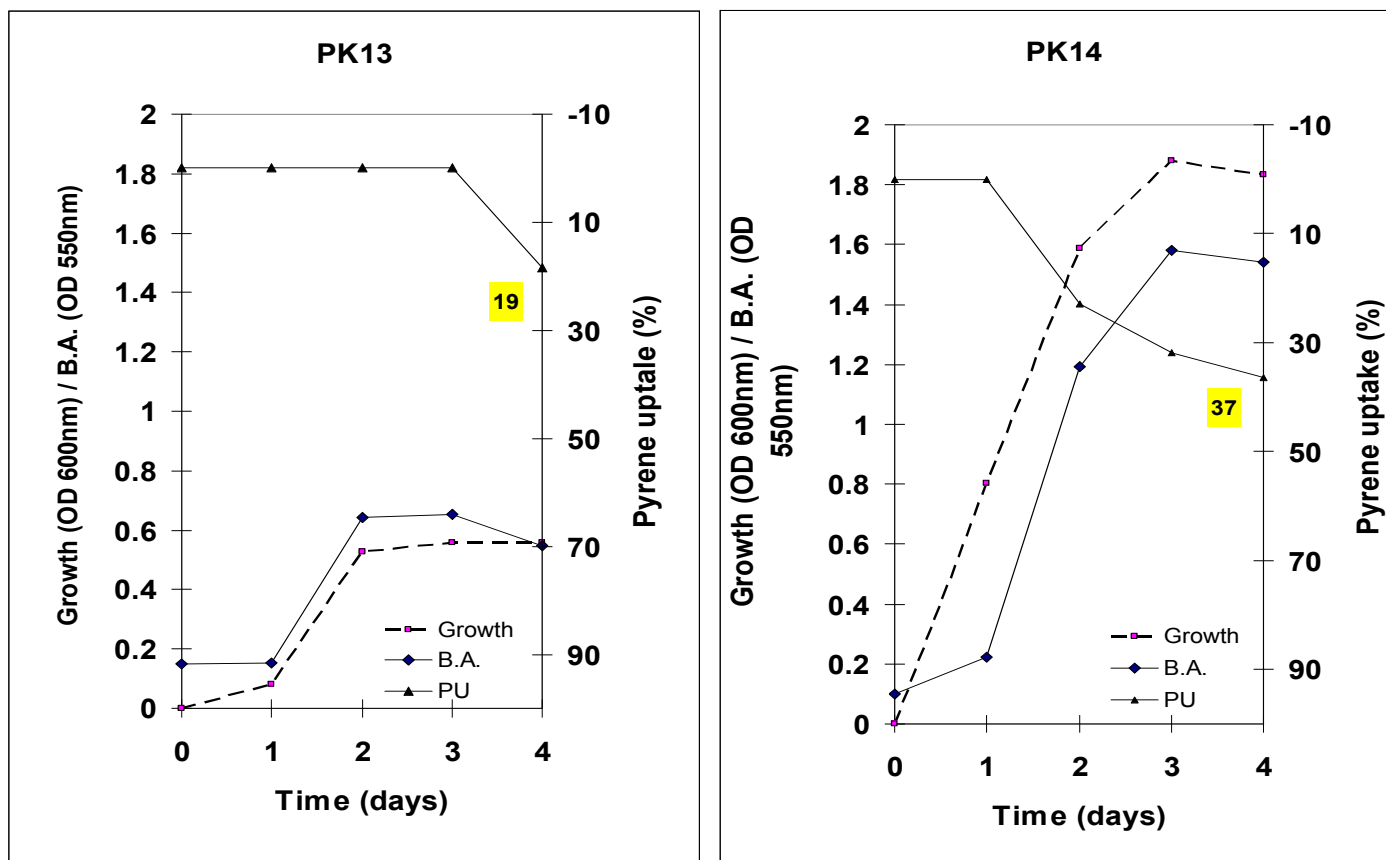 PK13
Growth (OD 600nm) / B.A. (OD 550nm)
2
1.8
1.6
1.4
1.2
1
0.8
0.6
0.4
0.2
0
-10
10
30
50
70
90
Pyrene uptale (%)
19
Growth
B.A.
PU
0 1 2 3 4
Time (days)
PK14
Growth (OD 600nm) / B.A. (OD
550nm)
2
1.8
1.6
1.4
1.2
1
0.8
0.6
0.4
0.2
0
-10
10
30
50
70
90
Pyrene uptake (%)
37
Growth
B.A.
PU
0 1 2 3 4
Time (days)